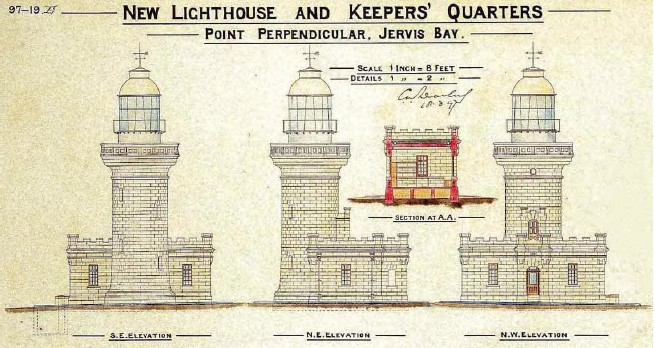 97-19
NEW LIGHTHOUSE AND KEEPERS' QUARTERS
POINT PERPENDICULAR, JERVIS BAY.
SCALE 1 INCH = 8 FEET
DETAILS 1 " = 2 "
SECTION AT A.A.
S.E. ELEVATION
N.E. ELEVATION
N.W. ELEVATION